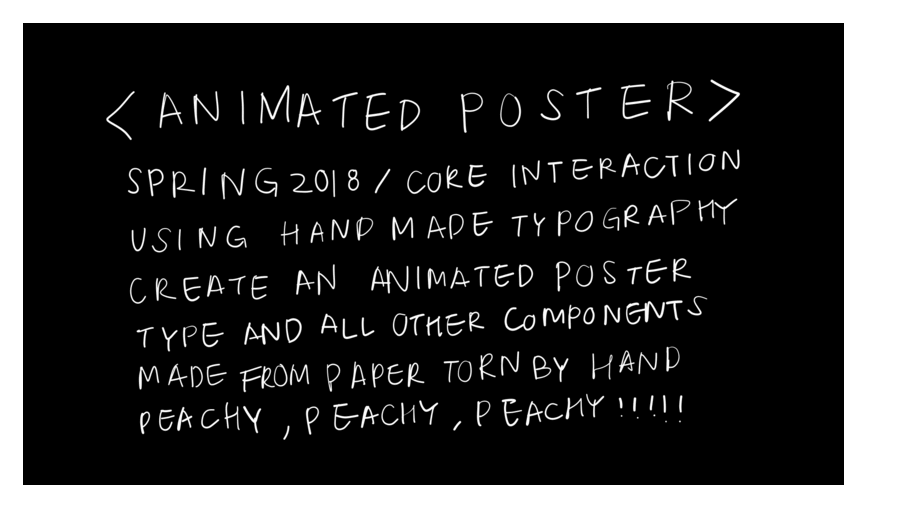 <ANIMATED POSTER>
SPRING 2018 / CORE INTERACTION
USING HAND MADE TYPOGRAPHY
CREATE AN ANIMATED POSTER
TYPE AND ALL OTHER COMPONENTS
MADE FROM PAPER TORN BY HAND
PEACHY, PEACHY, PEACHY!!!!!